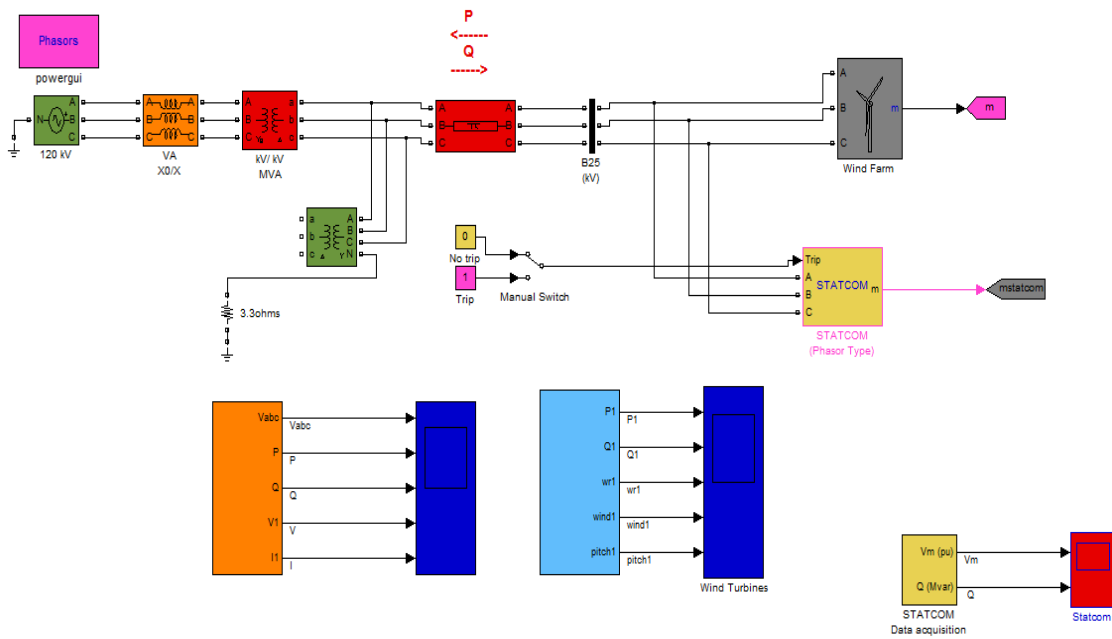 P
<------
Q
------>
Phasors
powergui
N
A
B
C
120 kV
A
B
C
A
B
C
VA
X0/X
A
B
C
Yg
a
b
c
kV/ kV
MVA
A
B
C
A
B
C
B25
(kV)
A
B
C
m
Wind Farm
m
a
b
c
A
B
C
N
Y
3.3ohms
0
No trip
1
Trip
Manual Switch
Trip
A
B
C
STATCOM
m
STATCOM
(Phasor Type)
mstatcom
Vabc
P
Q
V1
I1
Vabc
P
Q
V
I
P1
Q1
wr1
wind1
pitch1
P1
Q1
wr1
wind1
pitch1
Wind Turbines
Vm (pu)
Q (Mvar)
Vm
Q
STATCOM
Data acquisition
Statcom